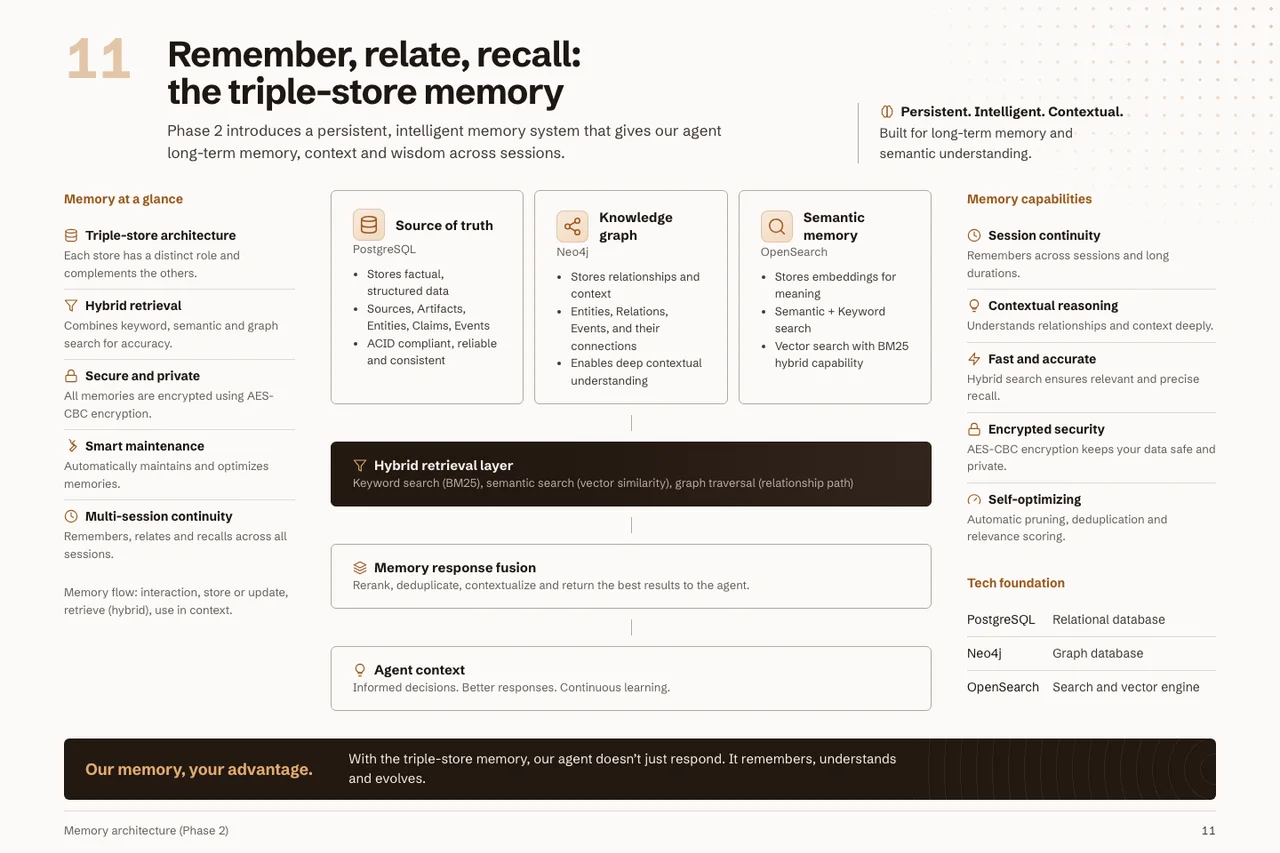 11
Remember, relate, recall:
the triple-store memory
Phase 2 introduces a persistent, intelligent memory system that gives our agent
long-term memory, context and wisdom across sessions.
Persistent. Intelligent. Contextual.
Built for long-term memory and
semantic understanding.
Memory at a glance
Triple-store architecture
Each store has a distinct role and
complements the others.
Hybrid retrieval
Combines keyword, semantic and graph
search for accuracy.
Secure and private
All memories are encrypted using AES-
CBC encryption.
Smart maintenance
Automatically maintains and optimizes
memories.
Multi-session continuity
Remembers, relates and recalls across all
sessions.
Memory flow: interaction, store or update,
retrieve (hybrid), use in context.
Source of truth
PostgreSQL
• Stores factual,
structured data
• Sources, Artifacts,
Entities, Claims, Events
• ACID compliant, reliable
and consistent
Knowledge
graph
Neo4j
• Stores relationships and
context
• Entities, Relations,
Events, and their
connections
• Enables deep contextual
understanding
Semantic
memory
OpenSearch
• Stores embeddings for
meaning
• Semantic + Keyword
search
• Vector search with BM25
hybrid capability
Hybrid retrieval layer
Keyword search (BM25), semantic search (vector similarity), graph traversal (relationship path)
Memory response fusion
Rerank, deduplicate, contextualize and return the best results to the agent.
Agent context
Informed decisions. Better responses. Continuous learning.
Memory capabilities
Session continuity
Remembers across sessions and long
durations.
Contextual reasoning
Understands relationships and context deeply.
Fast and accurate
Hybrid search ensures relevant and precise
recall.
Encrypted security
AES-CBC encryption keeps your data safe and
private.
Self-optimizing
Automatic pruning, deduplication and
relevance scoring.
Tech foundation
PostgreSQL Relational database
Neo4j Graph database
OpenSearch Search and vector engine
Our memory, your advantage.
With the triple-store memory, our agent doesn’t just respond. It remembers, understands
and evolves.
Memory architecture (Phase 2)
11